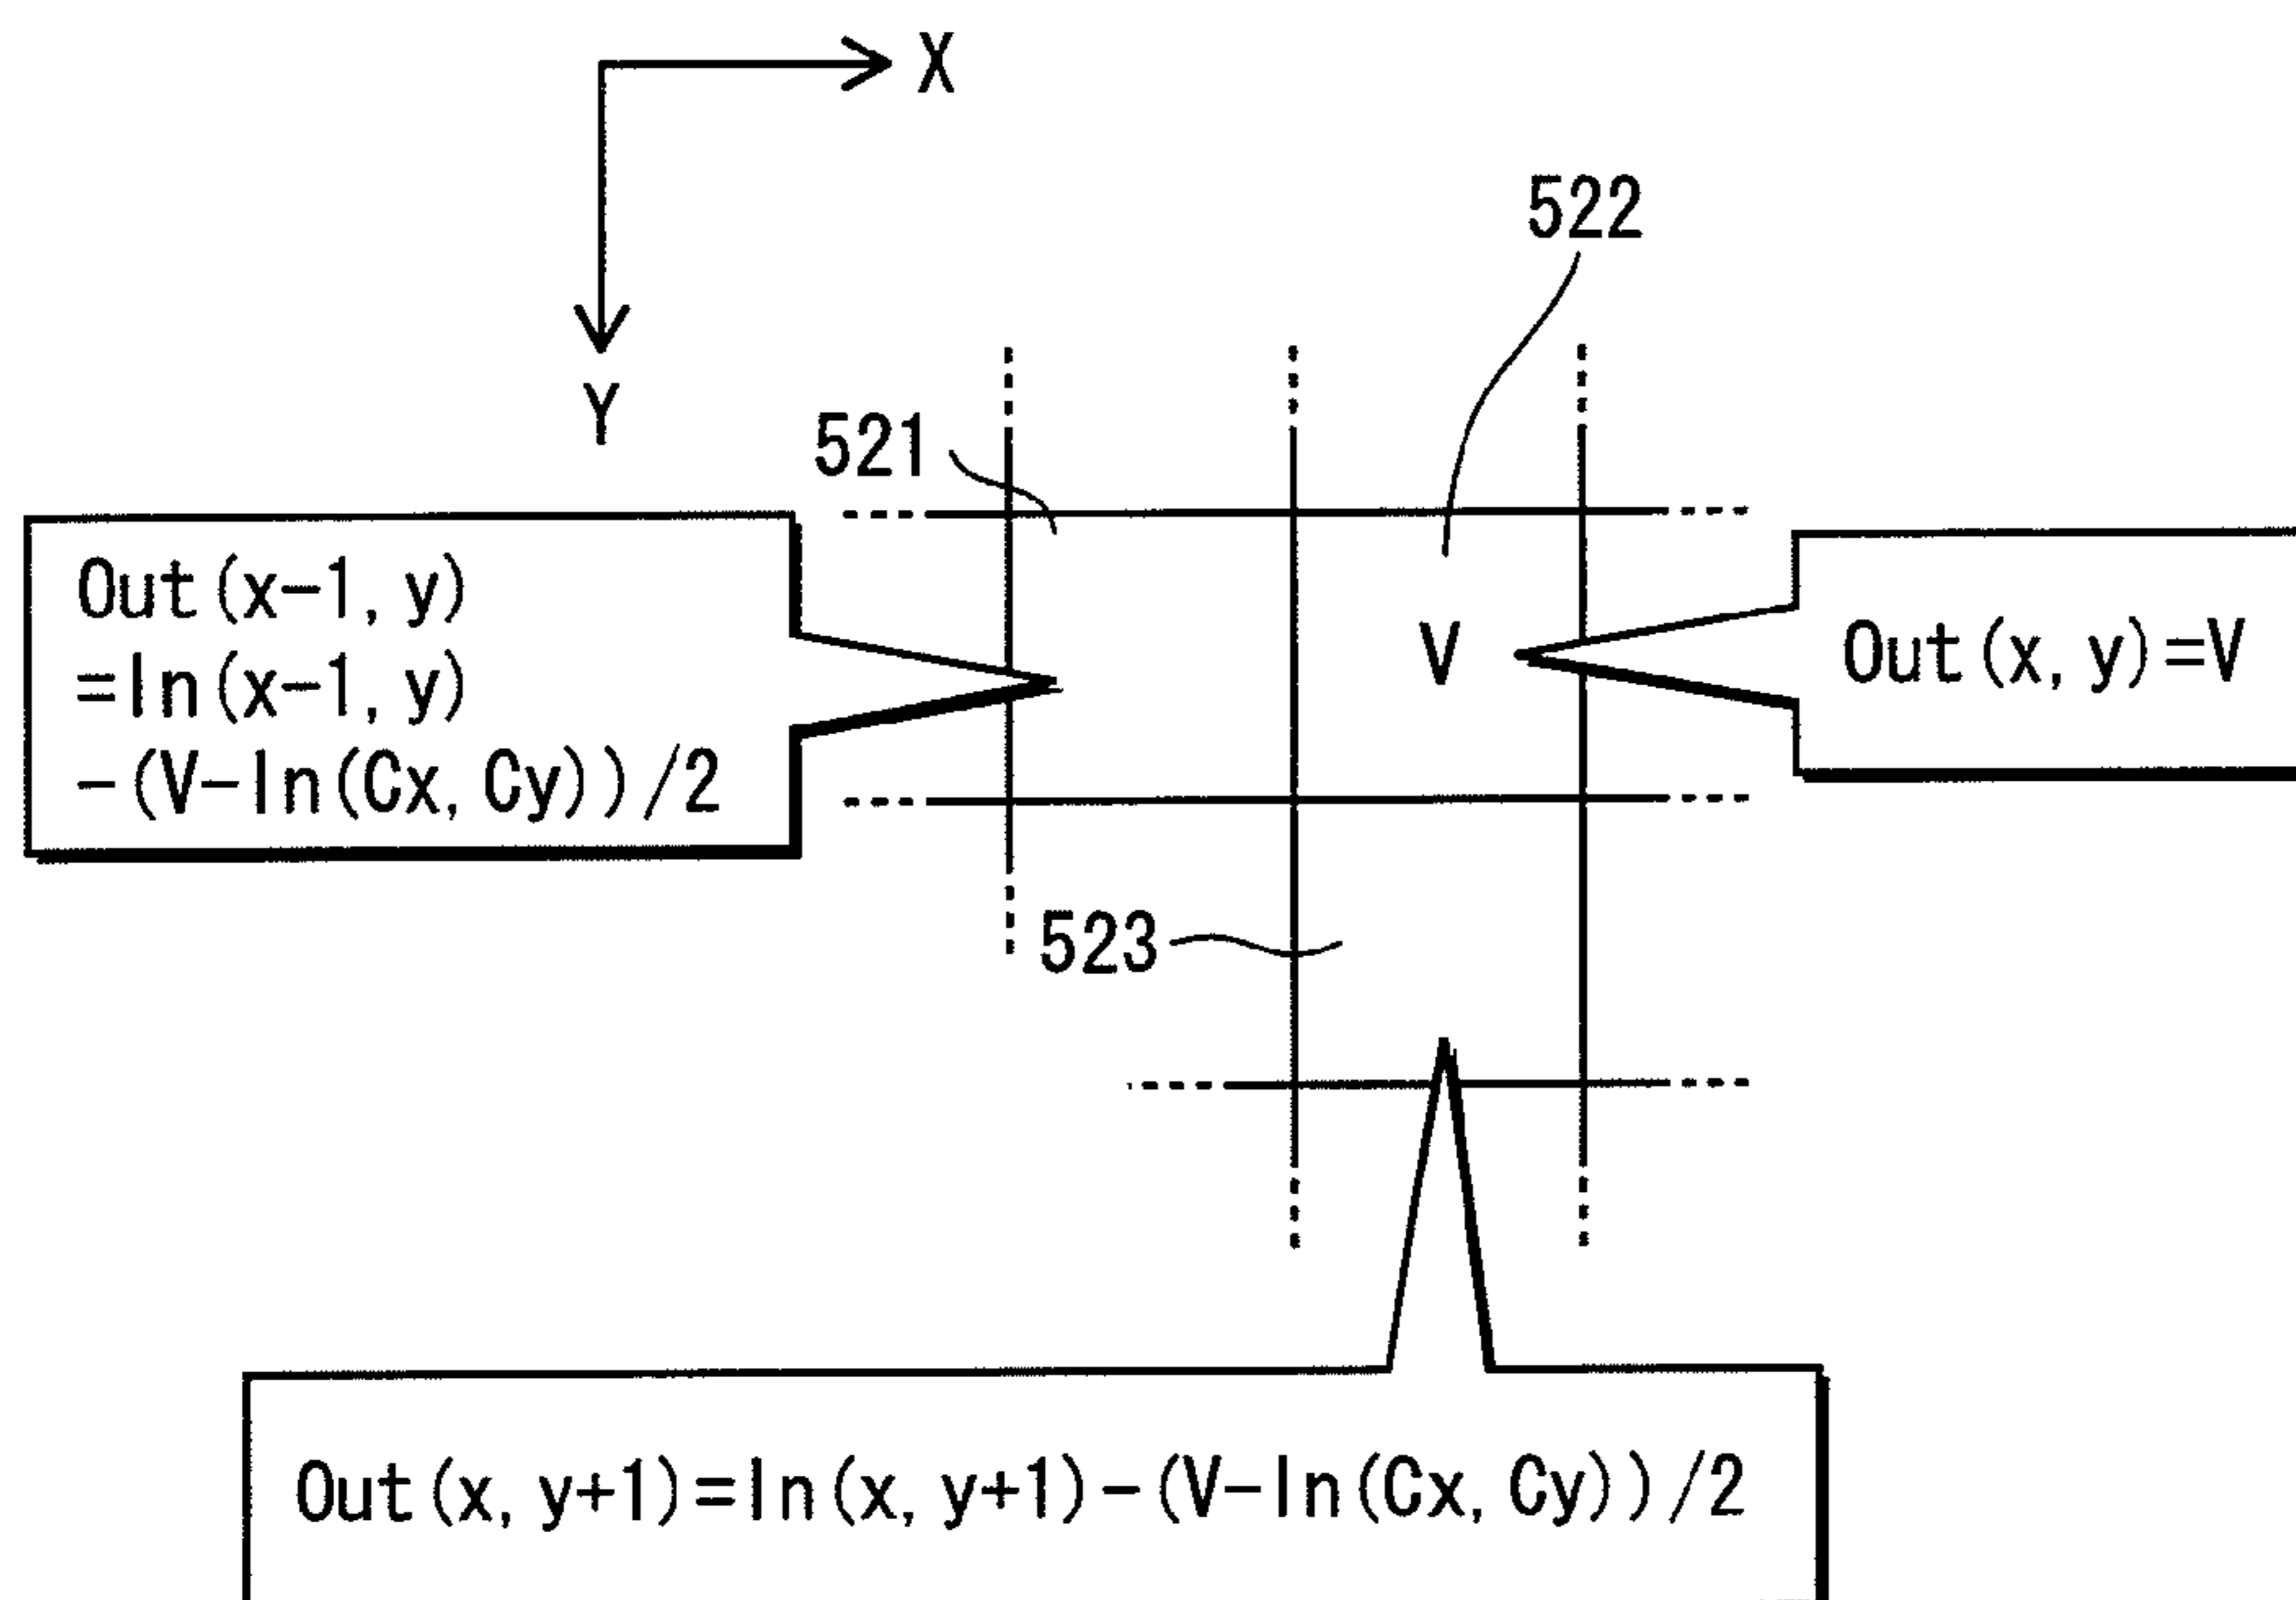 X
Y
522
521
Out(x-1, y)
=In(x-1, y)
-(V-In(Cx, Cy))/2
V
Out(x, y)=V
523
Out(x, y+1)=In(x, y+1)-(V-In(Cx, Cy))/2